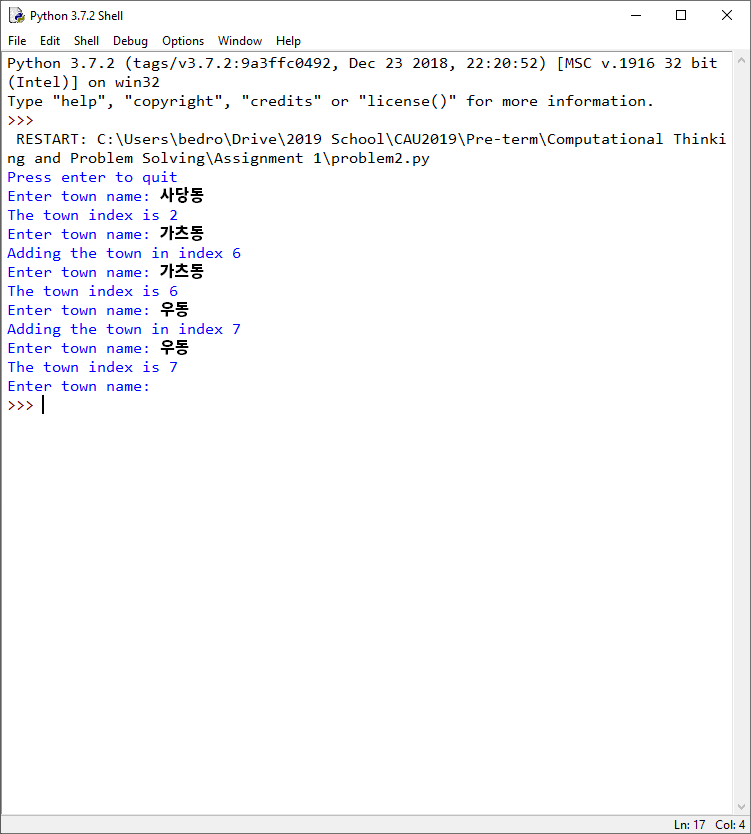 Python 3.7.2 Shell
File Edit Shell Debug Options Window Help
Python 3.7.2 (tags/v3.7.2:9a3ffc0492, Dec 23 2018, 22:20:52) [MSC v.1916 32 bit
(Intel)] on win32
Type "help", "copyright", "credits" or "license()" for more information.
>>>
RESTART: C:\Users\bedro\Drive\2019 School\CAU2019\Pre-term\Computational Thinki
ng and Problem Solving\Assignment 1\problem2.py
Press enter to quit
Enter town name: 사당동
The town index is 2
Enter town name: 가츠동
Adding the town in index 6
Enter town name: 가츠동
The town index is 6
Enter town name: 우동
Adding the town in index 7
Enter town name: 우동
The town index is 7
Enter town name:
>>>
Ln: 17 Col: 4